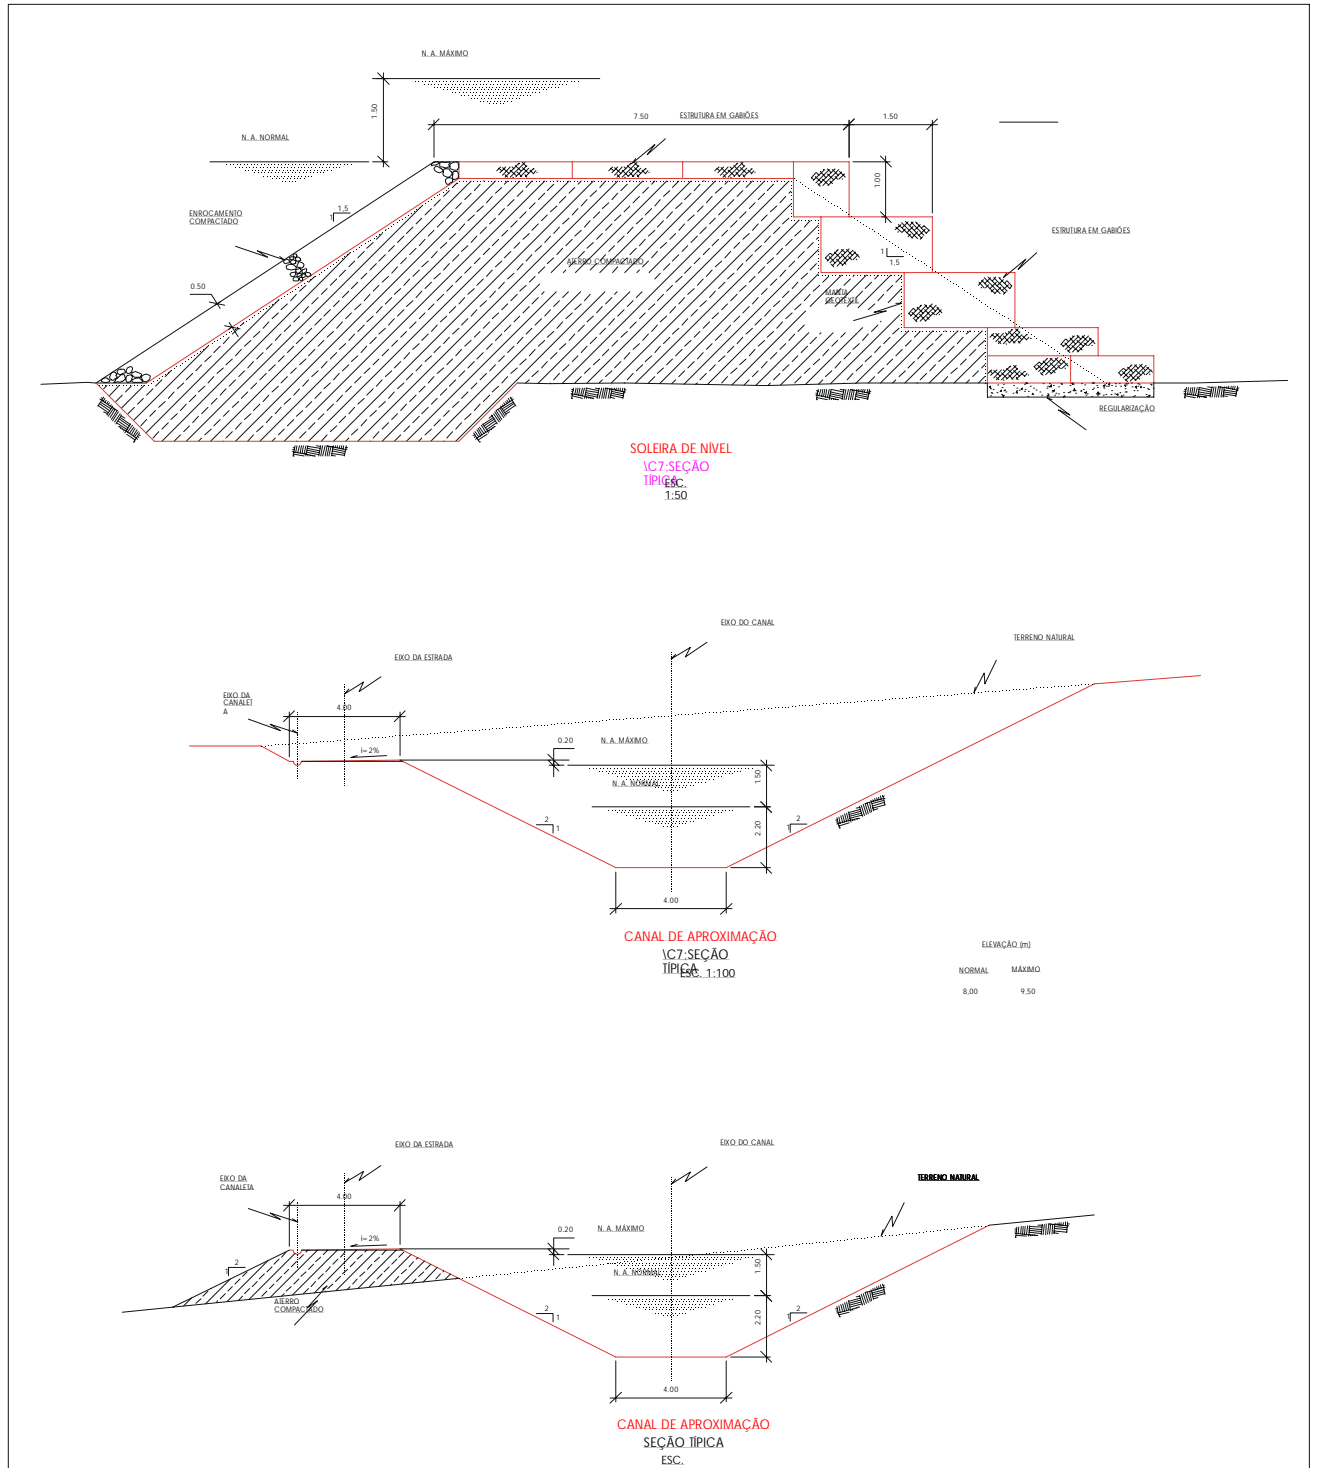 N. A. MÁXIMO
1.50
7.50
ESTRUTURA EM GABIÕES
1.50
N. A. NORMAL
1.00
ENROCAMENTO
COMPACTADO
1,5
1
ESTRUTURA EM GABIÕES
ATERRO COMPACTADO
1
1,5
0.50
MANTA
GEOTEXTIL
REGULARIZAÇÃO
SOLEIRA DE NÍVEL
\C7;SEÇÃO
TÍPICA
ESC.
1:50
EIXO DO CANAL
TERRENO NATURAL
EIXO DA ESTRADA
EIXO DA
CANALET
A
4.00
0.20
N. A. MÁXIMO
i=2%
1.50
N. A. NORMAL
2
1
2
1
2.20
4.00
CANAL DE APROXIMAÇÃO
\C7;SEÇÃO
TÍPICA
ESC. 1:100
ELEVAÇÃO (m)
NORMAL MÁXIMO
8,00 9,50
EIXO DA ESTRADA
EIXO DO CANAL
EIXO DA
CANALETA
TERRENO NATURAL
4.00
0.20
N. A. MÁXIMO
i=2%
1.50
2
1
N. A. NORMAL
ATERRO
COMPACTADO
2
1
2
1
2.20
4.00
CANAL DE APROXIMAÇÃO
SEÇÃO TÍPICA
ESC.